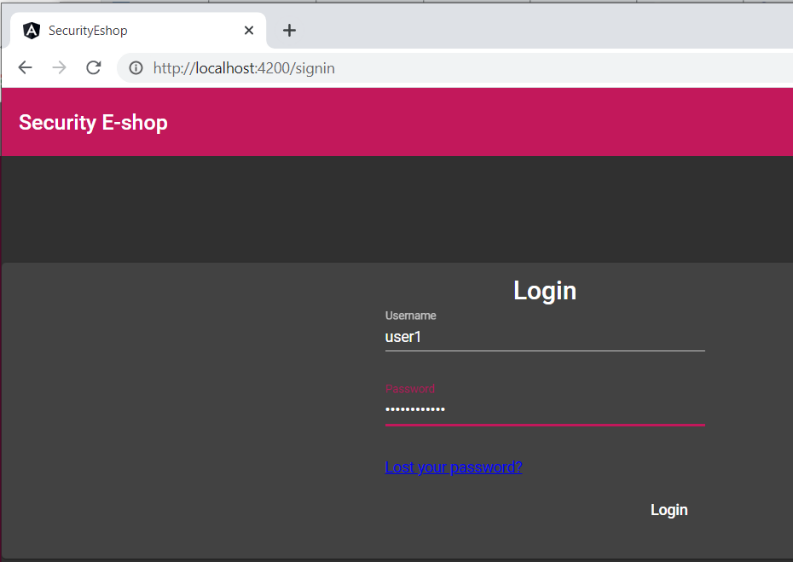 SecurityEshop
http://localhost:4200/signin
Security E-shop
Login
Username
user1
Password
••••••••••••
Lost your password?
Login